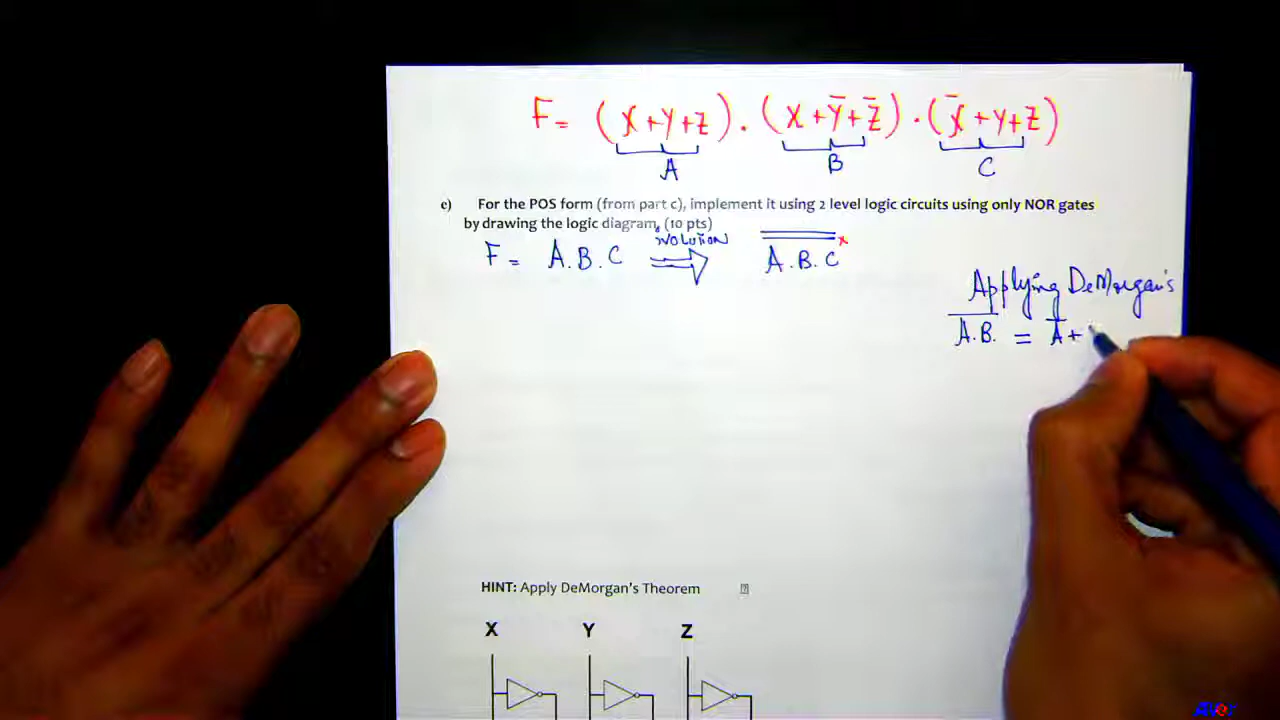 F = (X+Y+Z) . (X+Y̅+Z̅) . (X̅+Y+Z)
A B C
c) For the POS form (from part c), implement it using 2 level logic circuits using only NOR gates
by drawing the logic diagram. (10 pts)
F = A.B.C ⇒ A̿.̿B̿.̿C̿ x
Applying DeMorgan's
A̅.̅B̅. = A̅+
HINT: Apply DeMorgan's Theorem
X Y Z